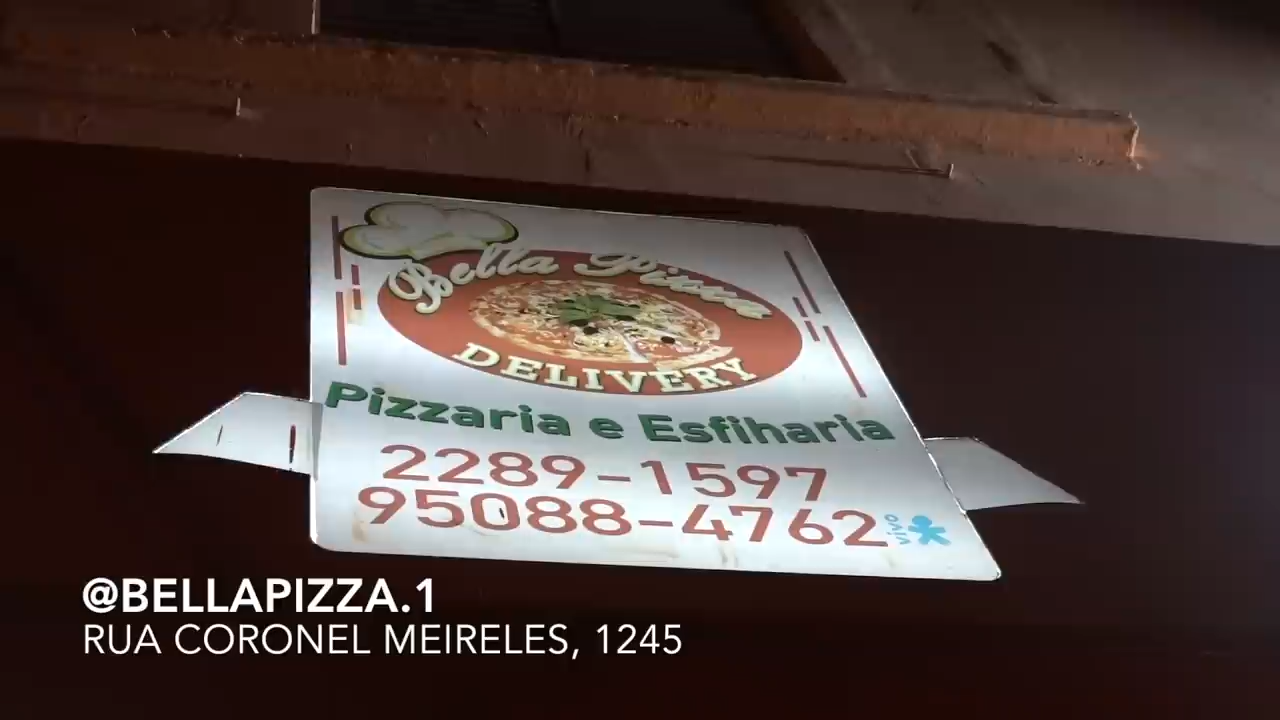 Bella Pizza
DELIVERY
Pizzaria e Esfiharia
2289-1597
95088-4762 vivo
@BELLAPIZZA.1
RUA CORONEL MEIRELES, 1245